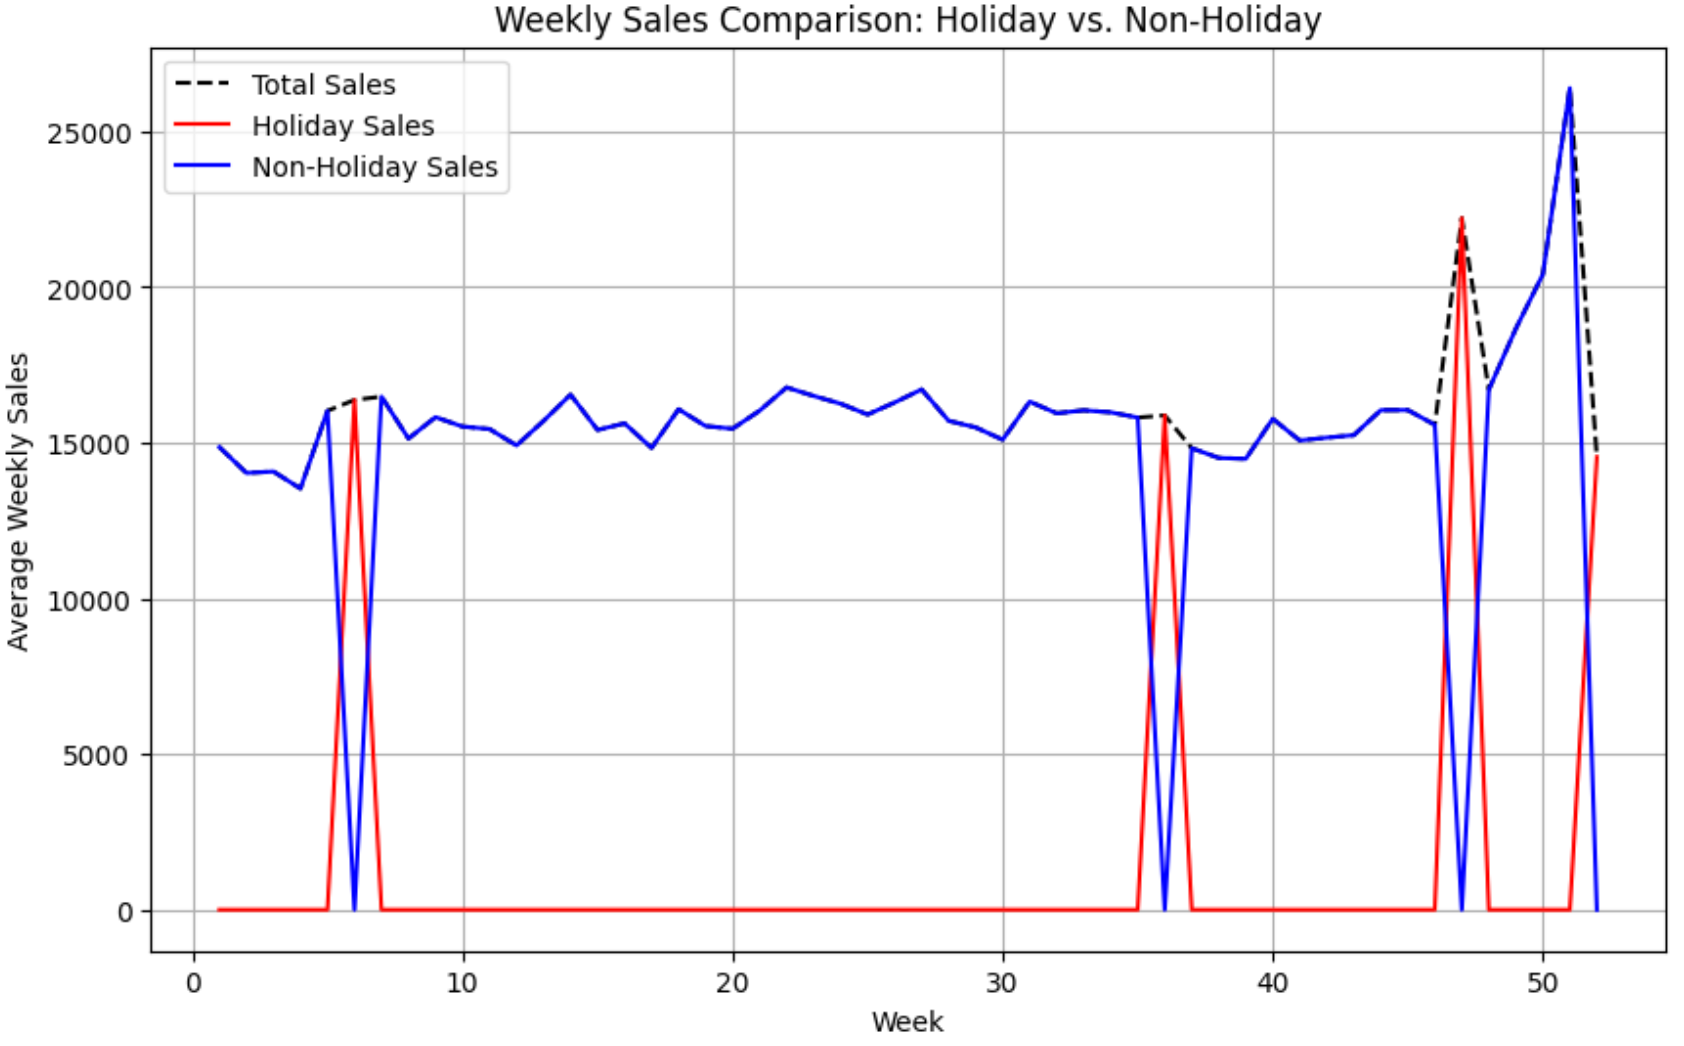 Weekly Sales Comparison: Holiday vs. Non-Holiday
Total Sales
Holiday Sales
Non-Holiday Sales
Average Weekly Sales
25000
20000
15000
10000
5000
0
0 10 20 30 40 50
Week